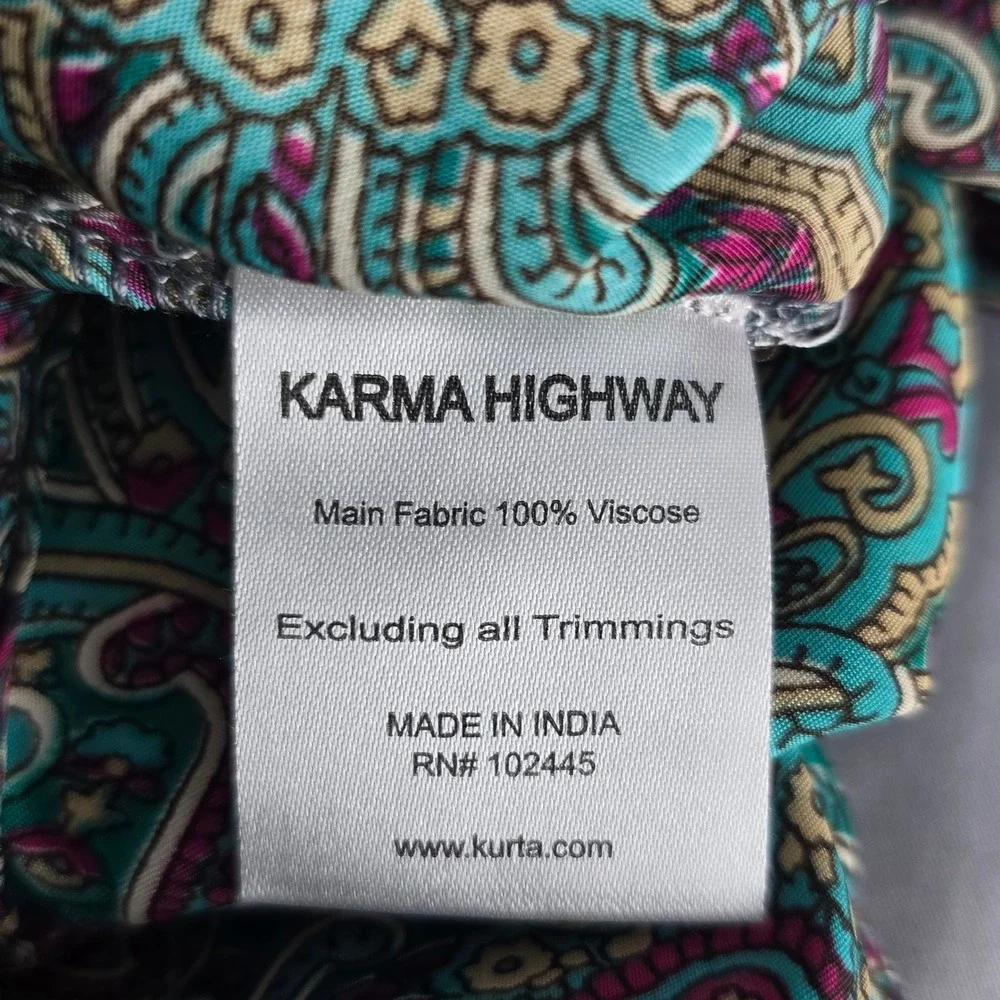 KARMA HIGHWAY
Main Fabric 100% Viscose
Excluding all Trimmings
MADE IN INDIA
RN# 102445
www.kurta.com